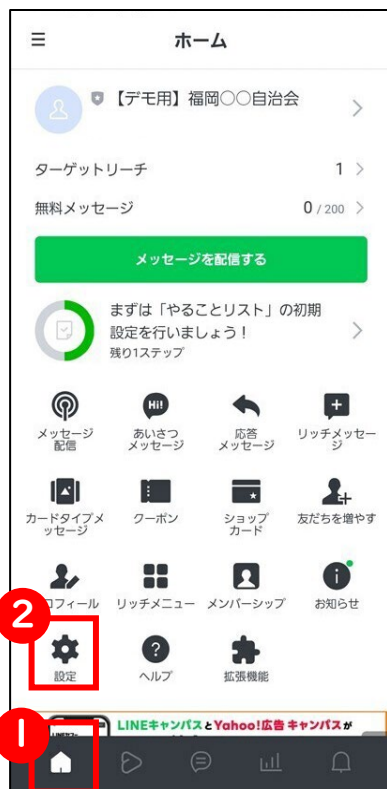 ホーム
【デモ用】福岡〇〇自治会
ターゲットリーチ 1
無料メッセージ 0 / 200
メッセージを配信する
まずは「やることリスト」の初期
設定を行いましょう！
残り1ステップ
メッセージ
配信
あいさつ
メッセージ
応答
メッセージ
リッチメッセー
ジ
Hi!
カードタイプメ
ッセージ
クーポン
ショップ
カード
友だちを増やす
ロフィール
リッチメニュー
メンバーシップ
お知らせ
2
設定
ヘルプ
拡張機能
1
LINEキャンパスとYahoo!広告 キャンパスが